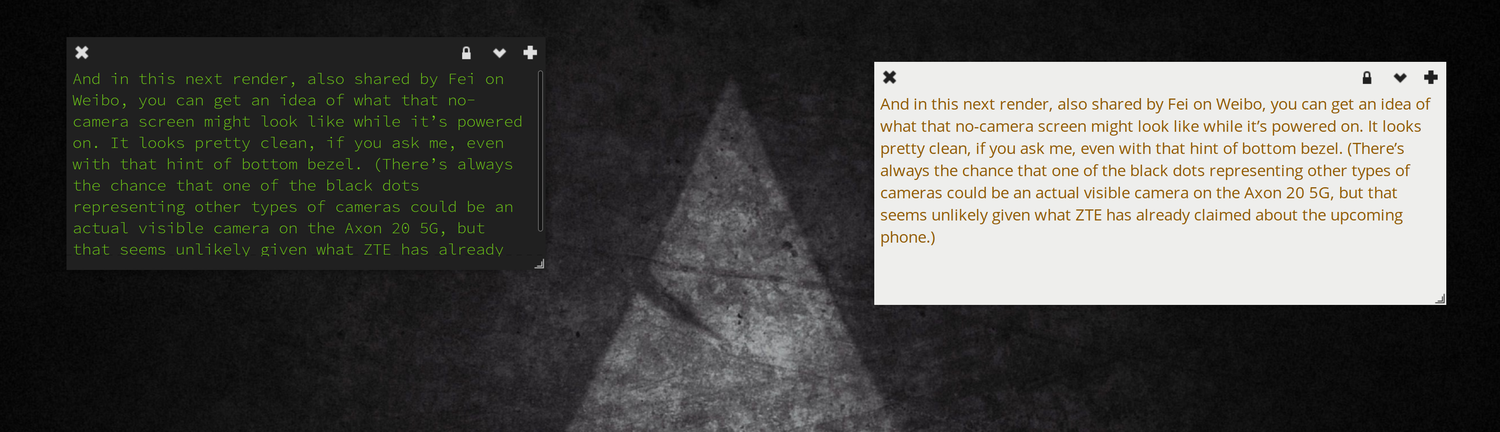 And in this next render, also shared by Fei on
Weibo, you can get an idea of what that no-
camera screen might look like while it’s powered
on. It looks pretty clean, if you ask me, even
with that hint of bottom bezel. (There’s always
the chance that one of the black dots
representing other types of cameras could be an
actual visible camera on the Axon 20 5G, but
that seems unlikely given what ZTE has already
And in this next render, also shared by Fei on Weibo, you can get an idea of
what that no-camera screen might look like while it’s powered on. It looks
pretty clean, if you ask me, even with that hint of bottom bezel. (There’s
always the chance that one of the black dots representing other types of
cameras could be an actual visible camera on the Axon 20 5G, but that
seems unlikely given what ZTE has already claimed about the upcoming
phone.)